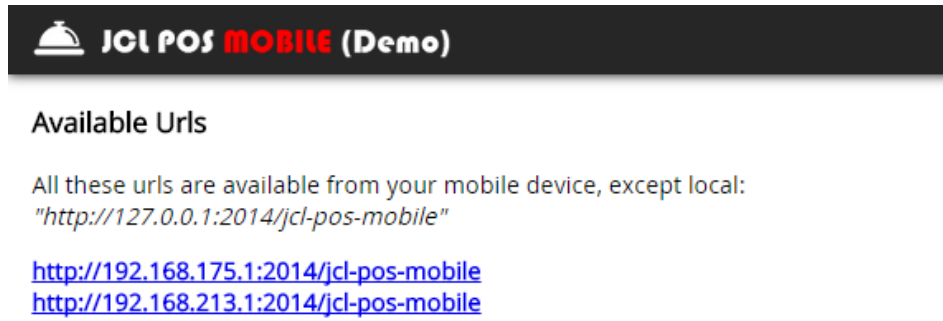 JCL POS MOBILE (Demo)
Available Urls
All these urls are available from your mobile device, except local:
"http://127.0.0.1:2014/jcl-pos-mobile"
http://192.168.175.1:2014/jcl-pos-mobile
http://192.168.213.1:2014/jcl-pos-mobile